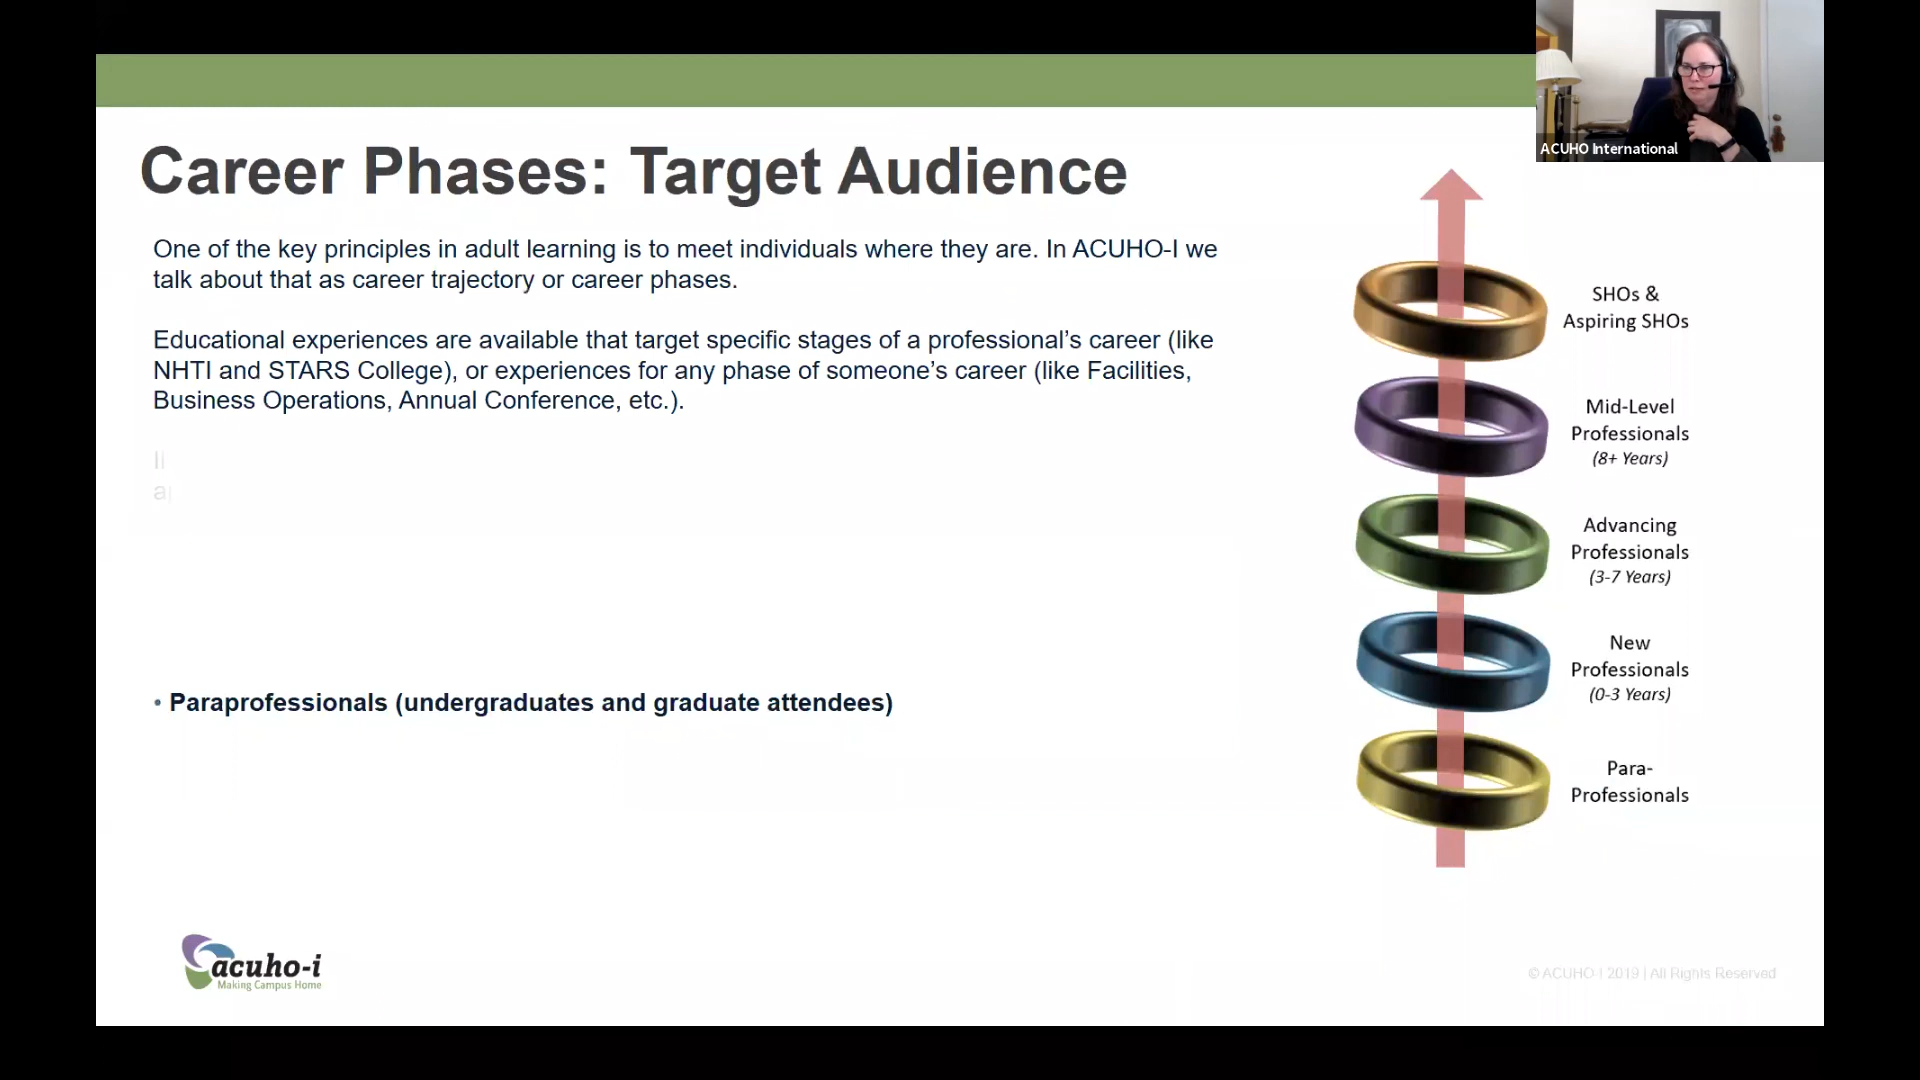 ACUHO International
Career Phases: Target Audience
One of the key principles in adult learning is to meet individuals where they are. In ACUHO-I we
talk about that as career trajectory or career phases.
Educational experiences are available that target specific stages of a professional’s career (like
NHTI and STARS College), or experiences for any phase of someone’s career (like Facilities,
Business Operations, Annual Conference, etc.).
• Paraprofessionals (undergraduates and graduate attendees)
SHOs &
Aspiring SHOs
Mid-Level
Professionals
(8+ Years)
Advancing
Professionals
(3-7 Years)
New
Professionals
(0-3 Years)
Para-
Professionals
acuho-i
Making Campus Home
© ACUHO-I 2019 | All Rights Reserved